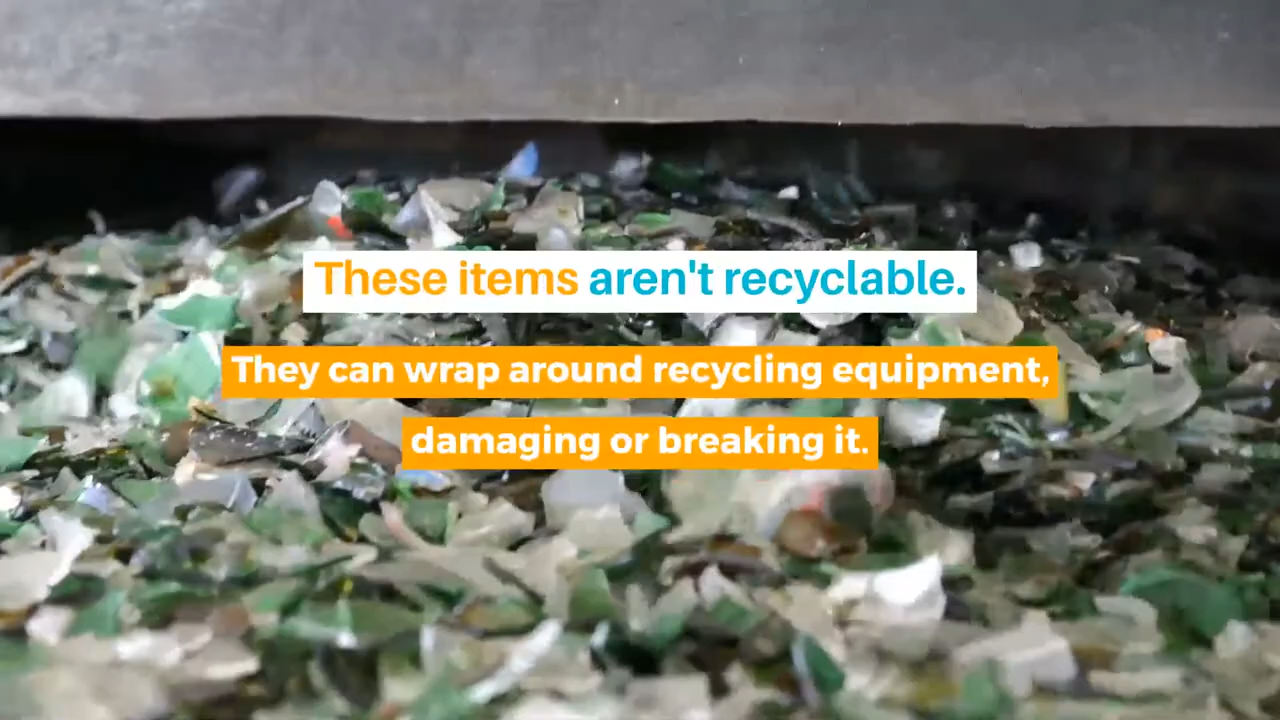 These items aren't recyclable.
They can wrap around recycling equipment,
damaging or breaking it.